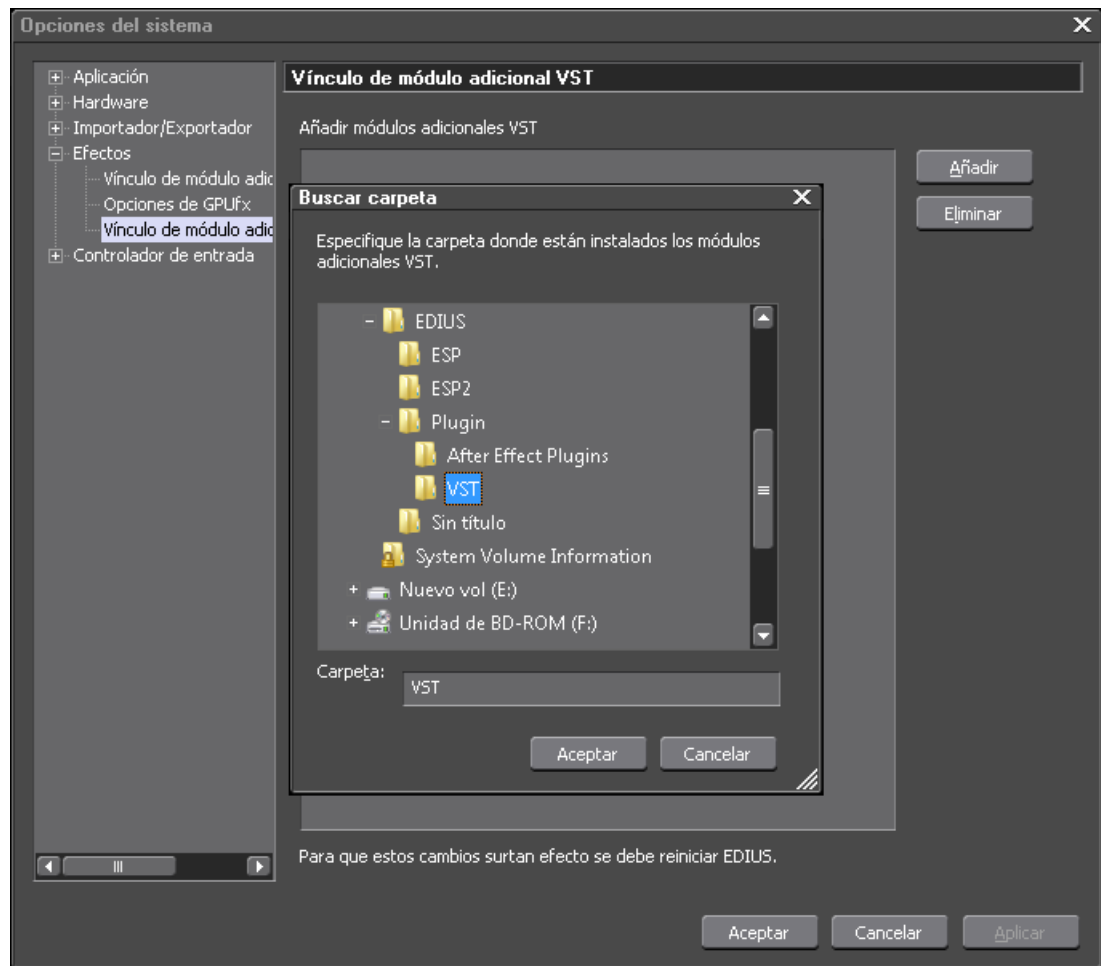 Opciones del sistema
Aplicación
Hardware
Importador/Exportador
Efectos
Vínculo de módulo adic
Opciones de GPUfx
Vínculo de módulo adic
Controlador de entrada
Vínculo de módulo adicional VST
Añadir módulos adicionales VST
Añadir
Eliminar
Buscar carpeta
Especifique la carpeta donde están instalados los módulos
adicionales VST.
EDIUS
ESP
ESP2
Plugin
After Effect Plugins
VST
Sin título
System Volume Information
Nuevo vol (E:)
Unidad de BD-ROM (F:)
Carpeta:
VST
Aceptar
Cancelar
Para que estos cambios surtan efecto se debe reiniciar EDIUS.
Aceptar
Cancelar
Aplicar